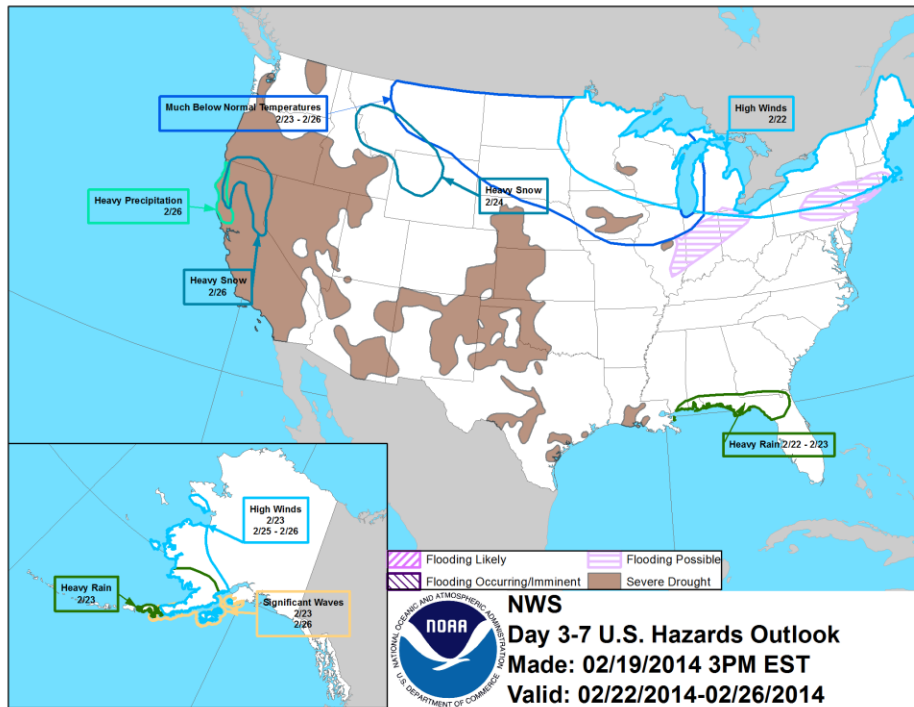 Much Below Normal Temperatures
2/23 - 2/26
High Winds
2/22
Heavy Precipitation
2/26
Heavy Snow
2/24
Heavy Snow
2/26
Heavy Rain 2/22 - 2/23
High Winds
2/23
2/25 - 2/26
Heavy Rain
2/23
Significant Waves
2/23
2/26
Flooding Likely
Flooding Possible
Flooding Occurring/Imminent
Severe Drought
NATIONAL OCEANIC AND ATMOSPHERIC ADMINISTRATION
NOAA
U.S. DEPARTMENT OF COMMERCE
NWS
Day 3-7 U.S. Hazards Outlook
Made: 02/19/2014 3PM EST
Valid: 02/22/2014-02/26/2014